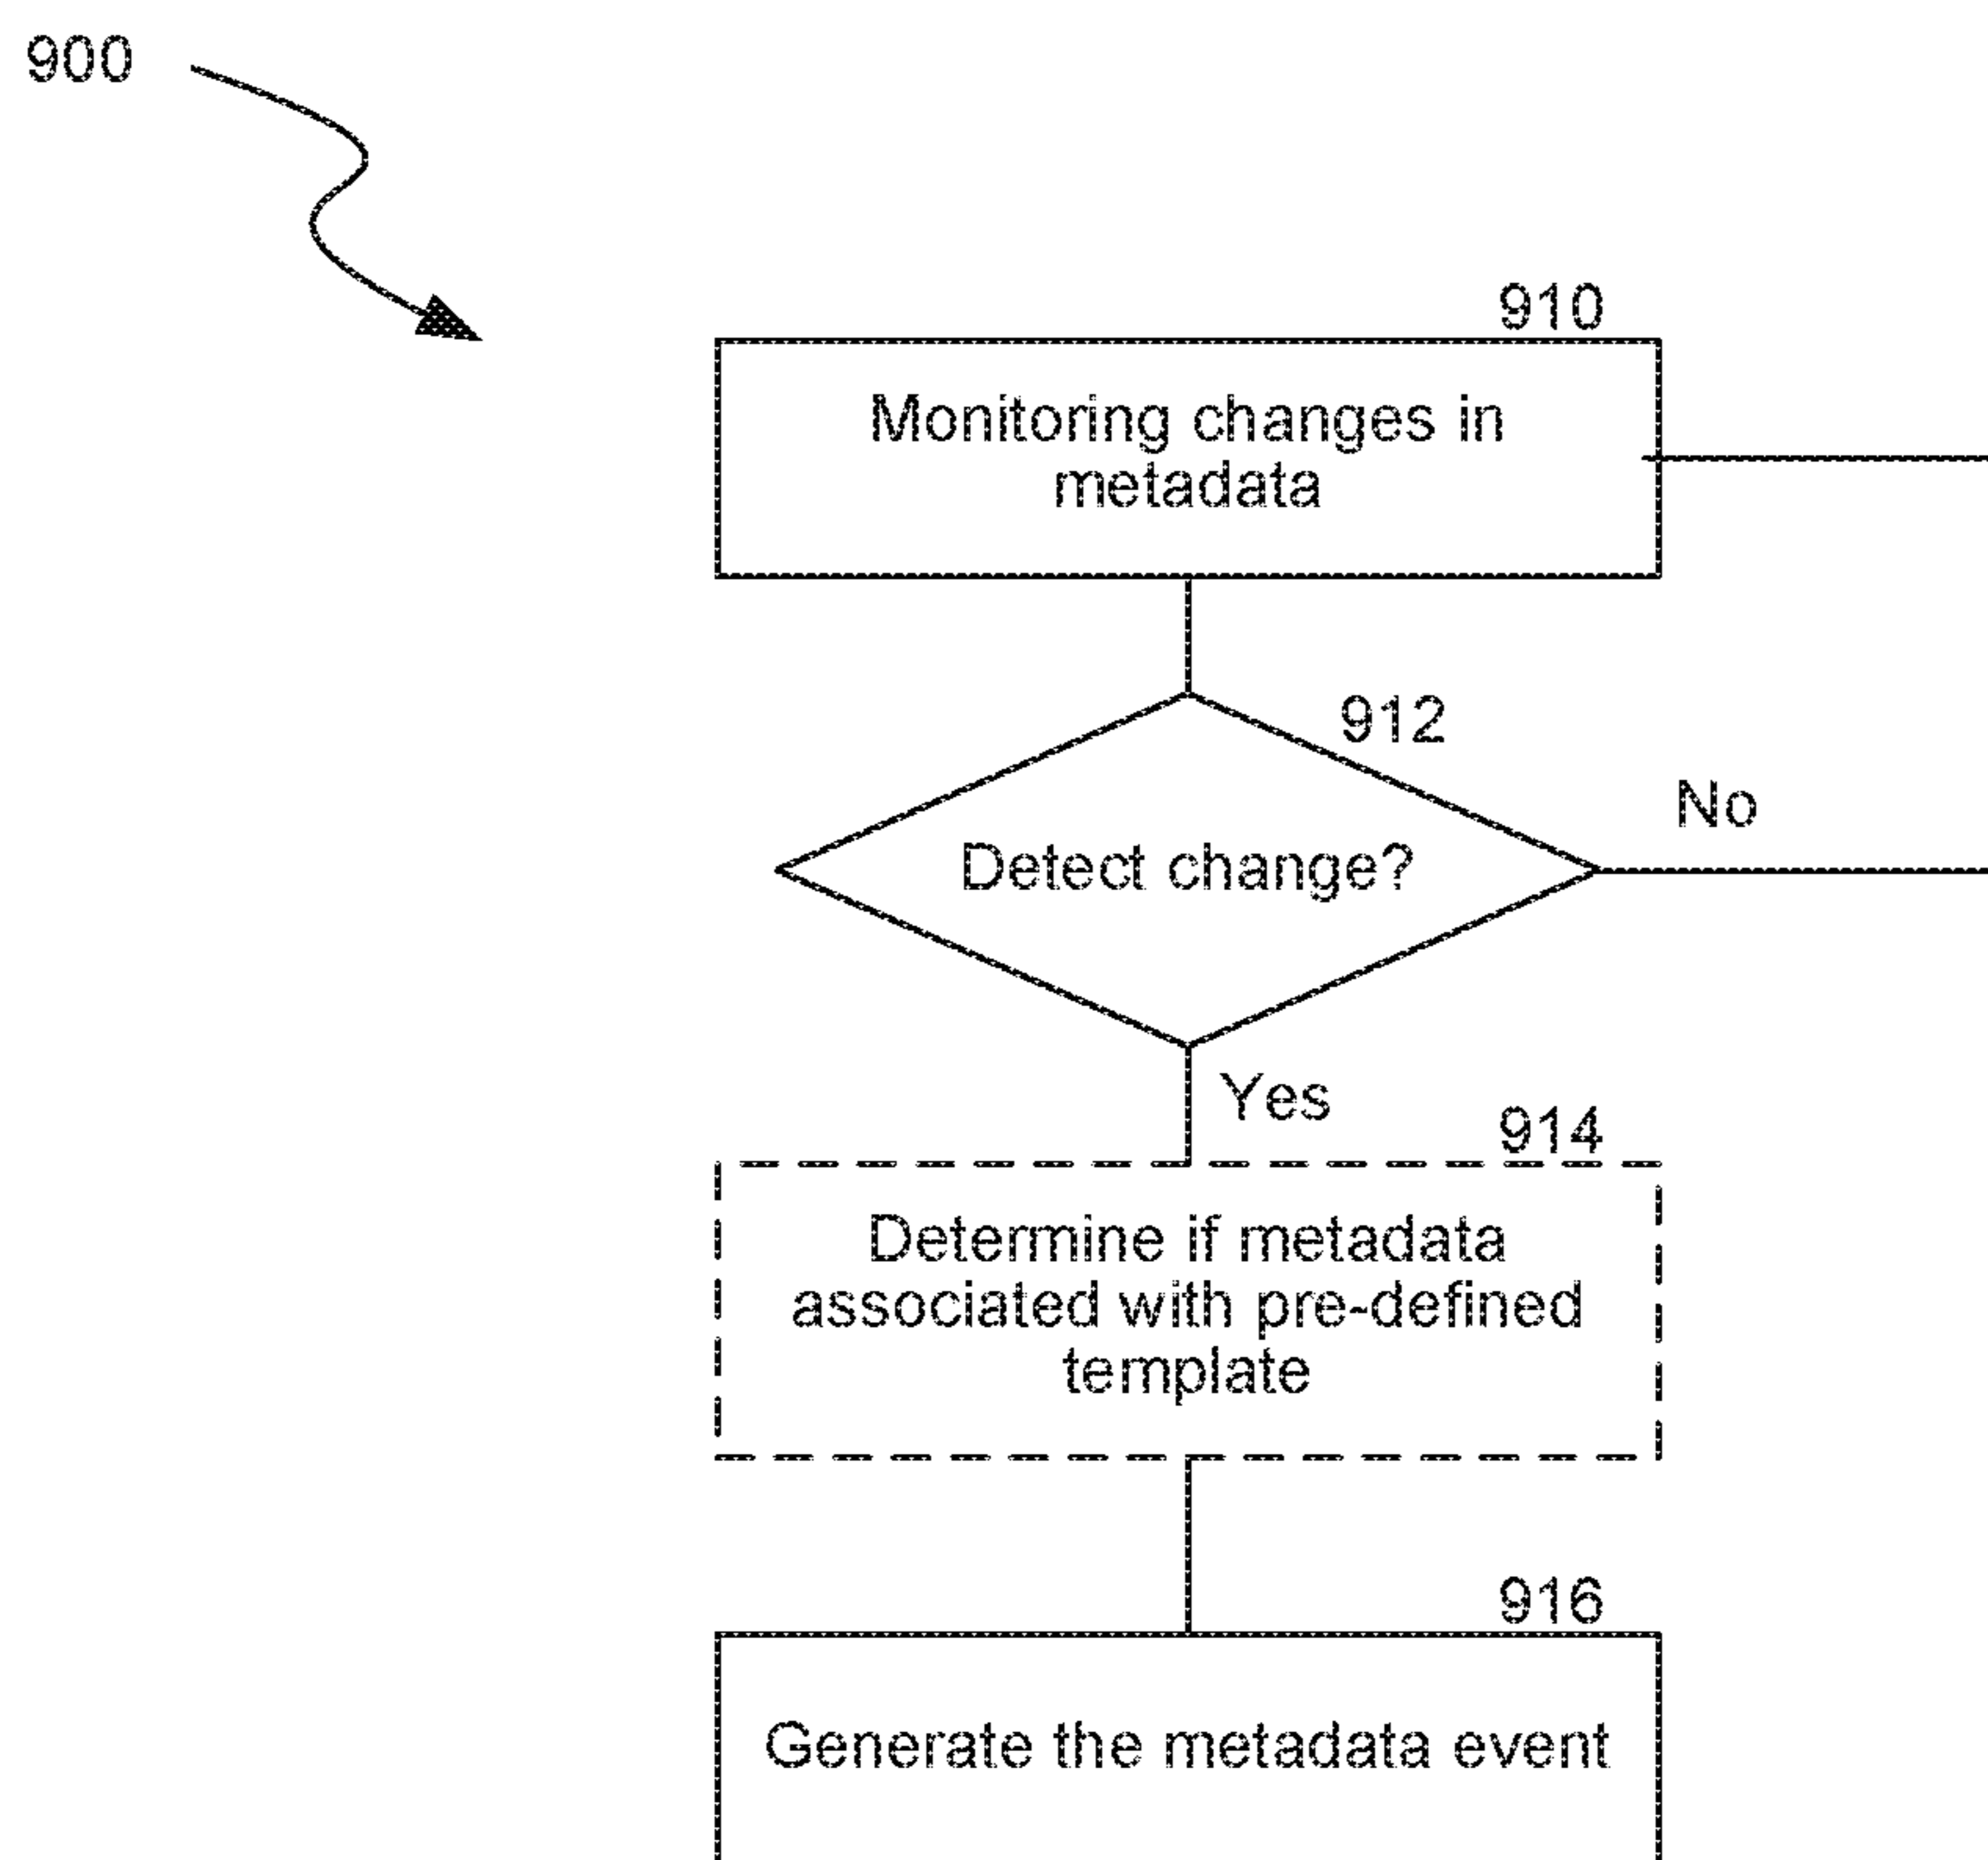 900
910
Monitoring changes in
metadata
912
No
Detect change?
Yes
914
Determine if metadata
associated with pre-defined
template
916
Generate the metadata event